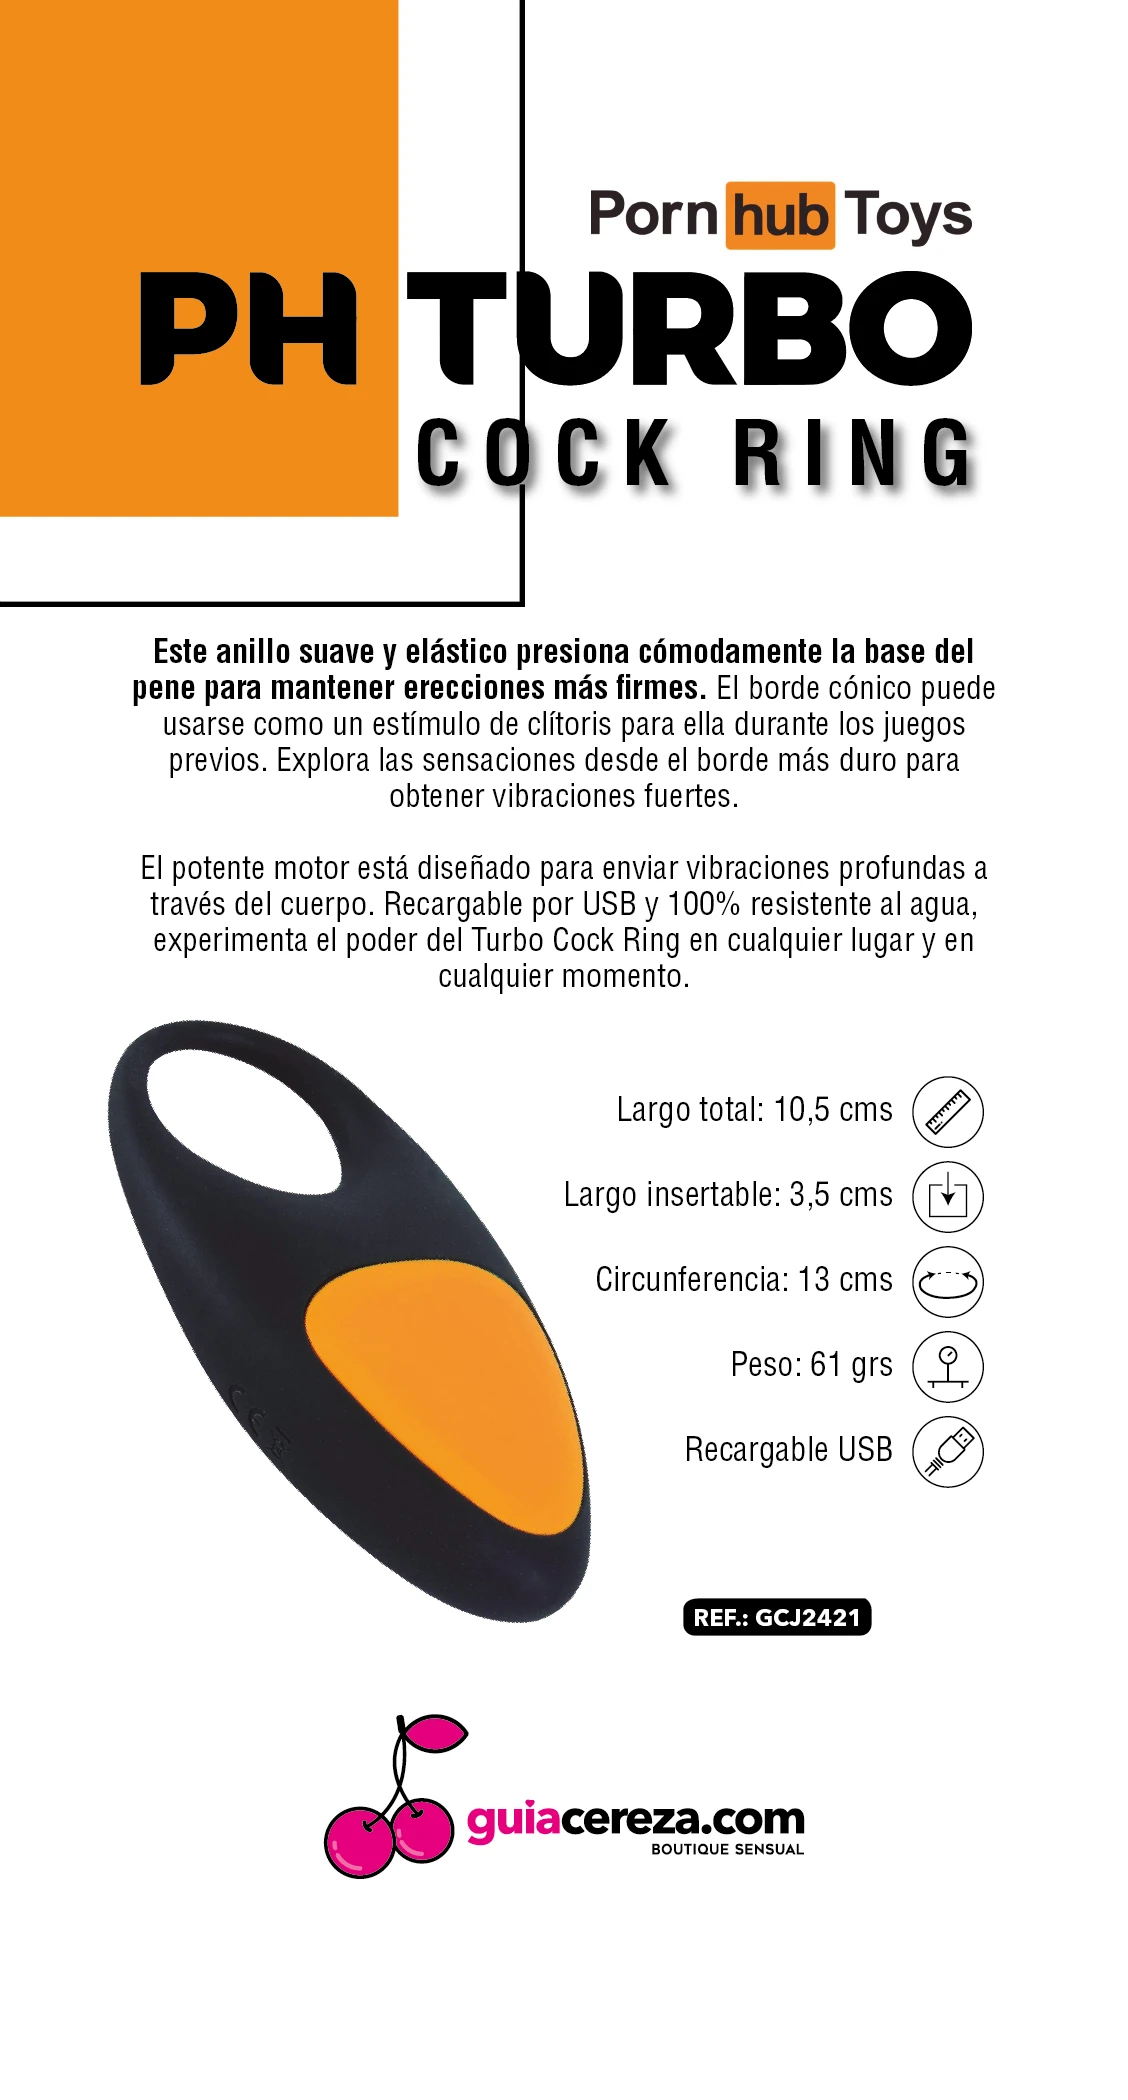 Porn hub Toys
PH TURBO
COCK RING
Este anillo suave y elástico presiona cómodamente la base del
pene para mantener erecciones más firmes. El borde cónico puede
usarse como un estímulo de clítoris para ella durante los juegos
previos. Explora las sensaciones desde el borde más duro para
obtener vibraciones fuertes.
El potente motor está diseñado para enviar vibraciones profundas a
través del cuerpo. Recargable por USB y 100% resistente al agua,
experimenta el poder del Turbo Cock Ring en cualquier lugar y en
cualquier momento.
Largo total: 10,5 cms
Largo insertable: 3,5 cms
Circunferencia: 13 cms
Peso: 61 grs
Recargable USB
CE
REF.: GCJ2421
guiacereza.com
BOUTIQUE SENSUAL